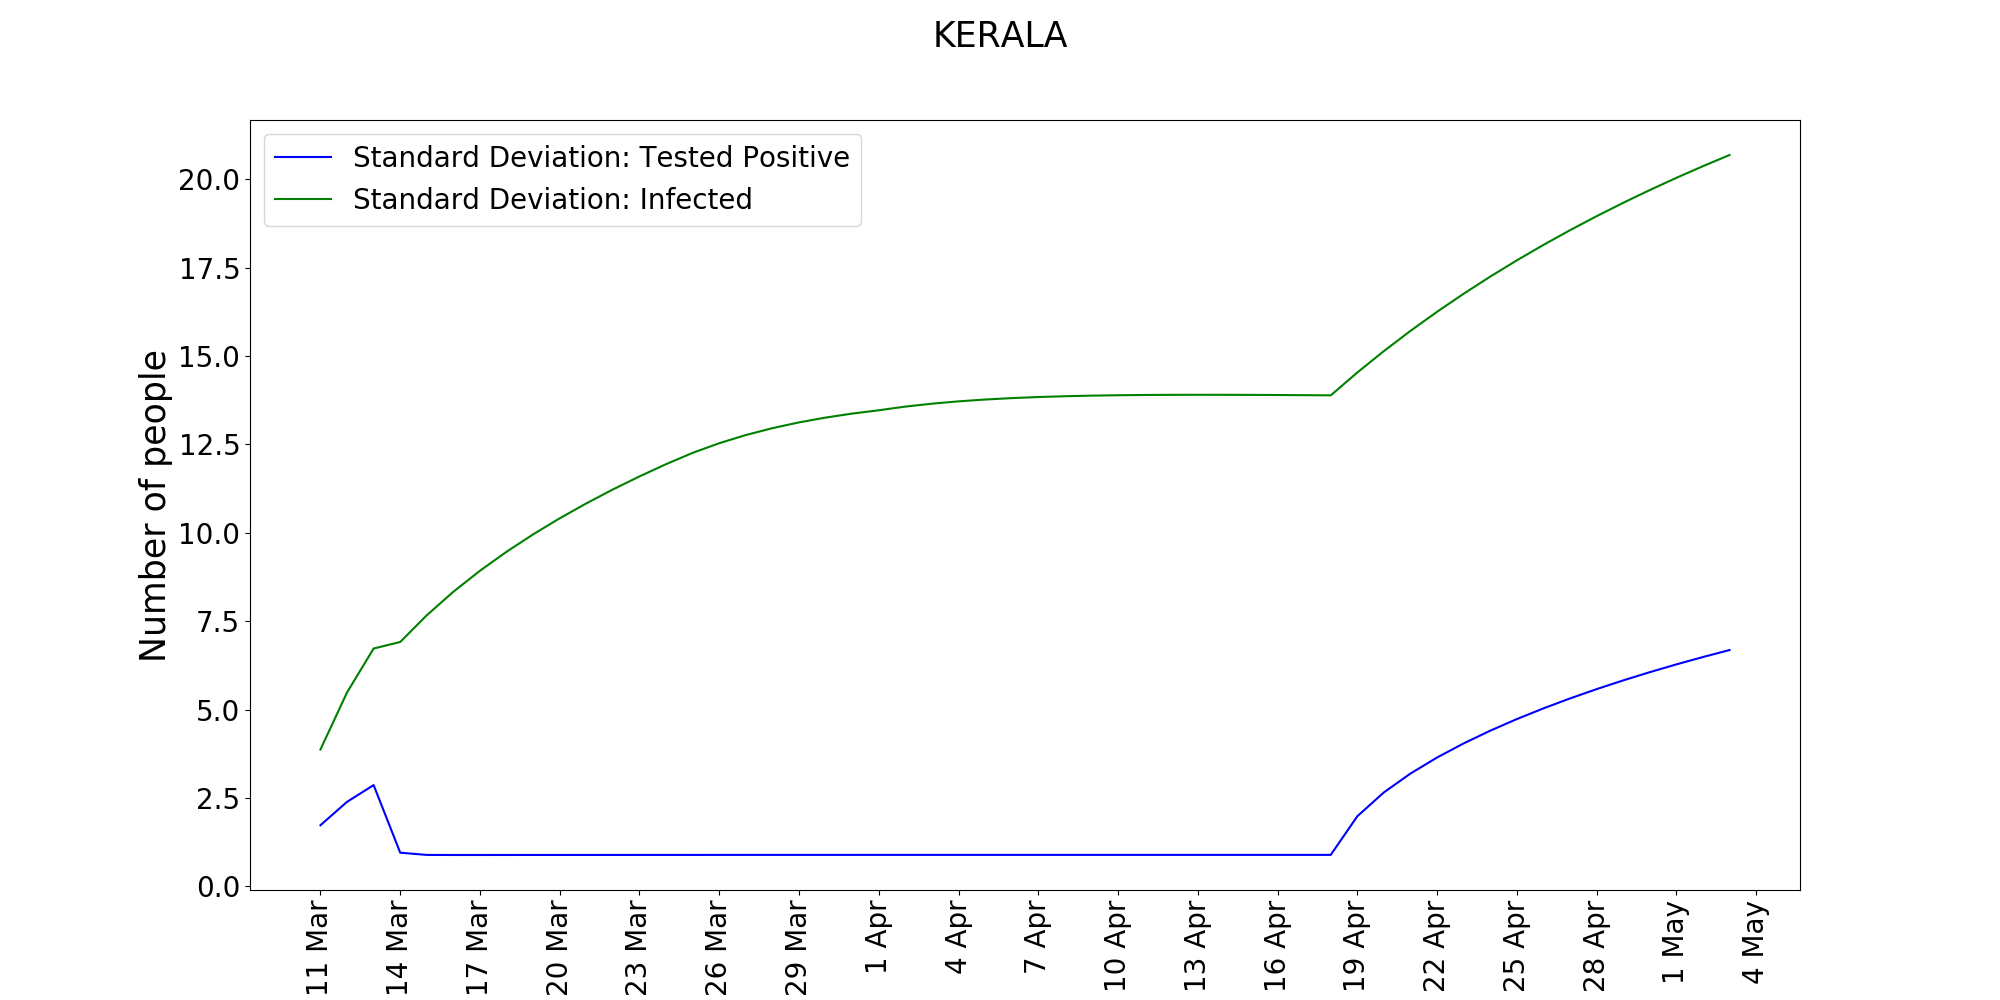 KERALA
Standard Deviation: Tested Positive
Standard Deviation: Infected
Number of people
20.0
17.5
15.0
12.5
10.0
7.5
5.0
2.5
0.0
11 Mar
14 Mar
17 Mar
20 Mar
23 Mar
26 Mar
29 Mar
1 Apr
4 Apr
7 Apr
10 Apr
13 Apr
16 Apr
19 Apr
22 Apr
25 Apr
28 Apr
1 May
4 May